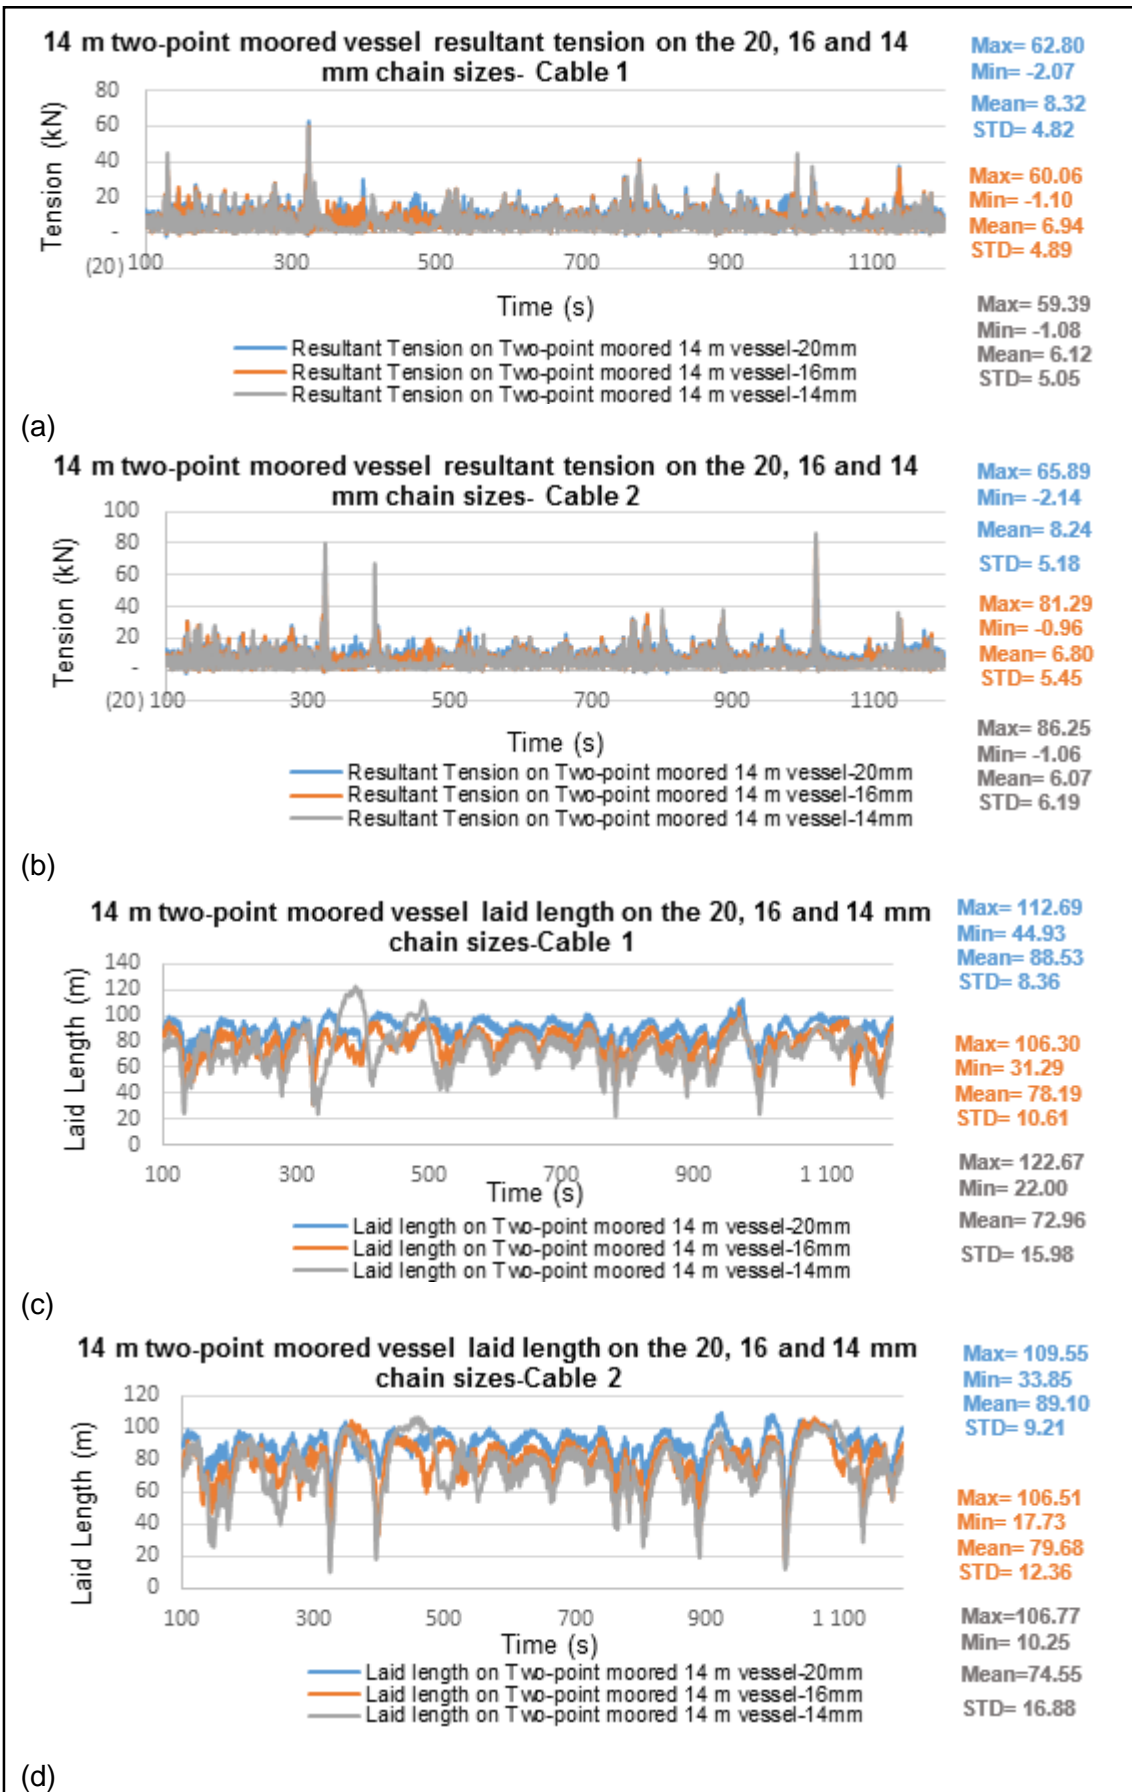 14 m two-point moored vessel resultant tension on the 20, 16 and 14
mm chain sizes- Cable 1
Tension (kN)
80
60
40
20
-
(20)
100
300
500
700
900
1100
Time (s)
Resultant Tension on Two-point moored 14 m vessel-20mm
Resultant Tension on Two-point moored 14 m vessel-16mm
Resultant Tension on Two-point moored 14 m vessel-14mm
Max= 62.80
Min= -2.07
Mean= 8.32
STD= 4.82
Max= 60.06
Min= -1.10
Mean= 6.94
STD= 4.89
Max= 59.39
Min= -1.08
Mean= 6.12
STD= 5.05
(a)
14 m two-point moored vessel resultant tension on the 20, 16 and 14
mm chain sizes- Cable 2
Tension (kN)
100
80
60
40
20
-
(20)
100
300
500
700
900
1100
Time (s)
Resultant Tension on Two-point moored 14 m vessel-20mm
Resultant Tension on Two-point moored 14 m vessel-16mm
Resultant Tension on Two-point moored 14 m vessel-14mm
Max= 65.89
Min= -2.14
Mean= 8.24
STD= 5.18
Max= 81.29
Min= -0.96
Mean= 6.80
STD= 5.45
Max= 86.25
Min= -1.06
Mean= 6.07
STD= 6.19
(b)
14 m two-point moored vessel laid length on the 20, 16 and 14 mm
chain sizes-Cable 1
Laid Length (m)
140
120
100
80
60
40
20
0
100
300
500
700
900
1 100
Time (s)
Laid length on Two-point moored 14 m vessel-20mm
Laid length on Two-point moored 14 m vessel-16mm
Laid length on Two-point moored 14 m vessel-14mm
Max= 112.69
Min= 44.93
Mean= 88.53
STD= 8.36
Max= 106.30
Min= 31.29
Mean= 78.19
STD= 10.61
Max= 122.67
Min= 22.00
Mean= 72.96
STD= 15.98
(c)
14 m two-point moored vessel laid length on the 20, 16 and 14 mm
chain sizes-Cable 2
Laid Length (m)
120
100
80
60
40
20
0
100
300
500
700
900
1 100
Time (s)
Laid length on Two-point moored 14 m vessel-20mm
Laid length on Two-point moored 14 m vessel-16mm
Laid length on Two-point moored 14 m vessel-14mm
Max= 109.55
Min= 33.85
Mean= 89.10
STD= 9.21
Max= 106.51
Min= 17.73
Mean= 79.68
STD= 12.36
Max=106.77
Min= 10.25
Mean=74.55
STD= 16.88
(d)